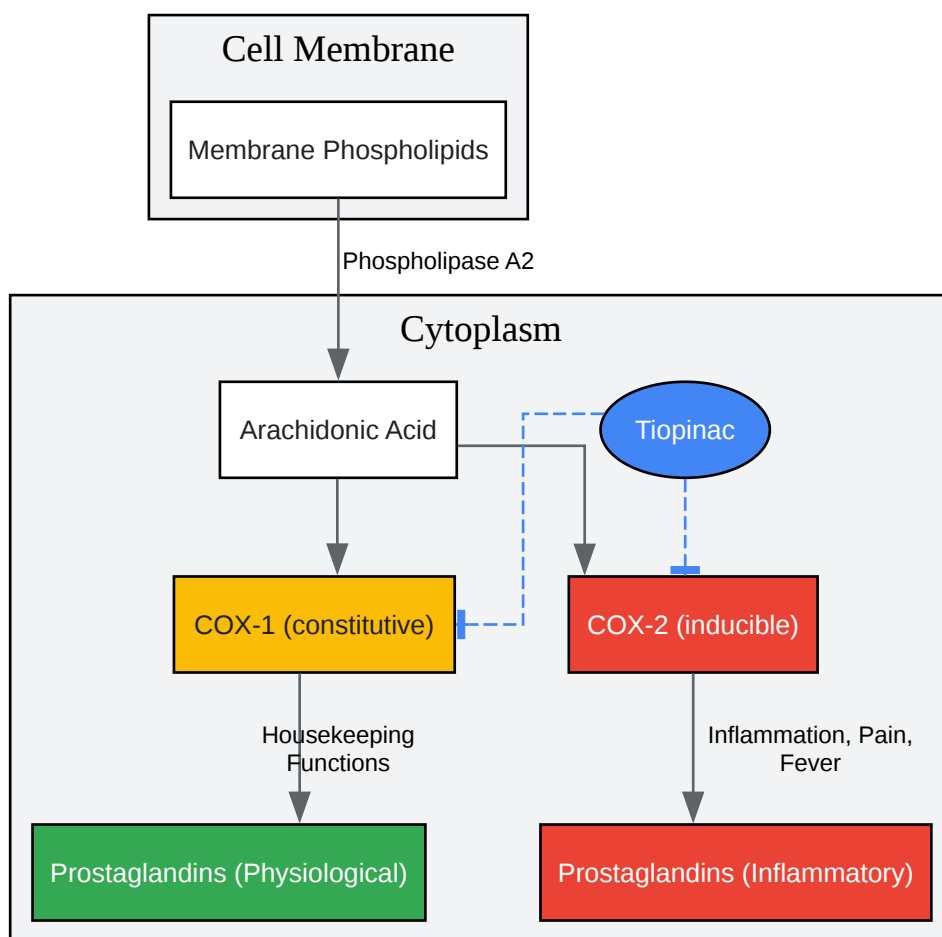 Cell Membrane
Membrane Phospholipids
Phospholipase A2
Cytoplasm
Arachidonic Acid
Tiopinac
COX-1 (constitutive)
COX-2 (inducible)
Housekeeping
Functions
Inflammation, Pain,
Fever
Prostaglandins (Physiological)
Prostaglandins (Inflammatory)